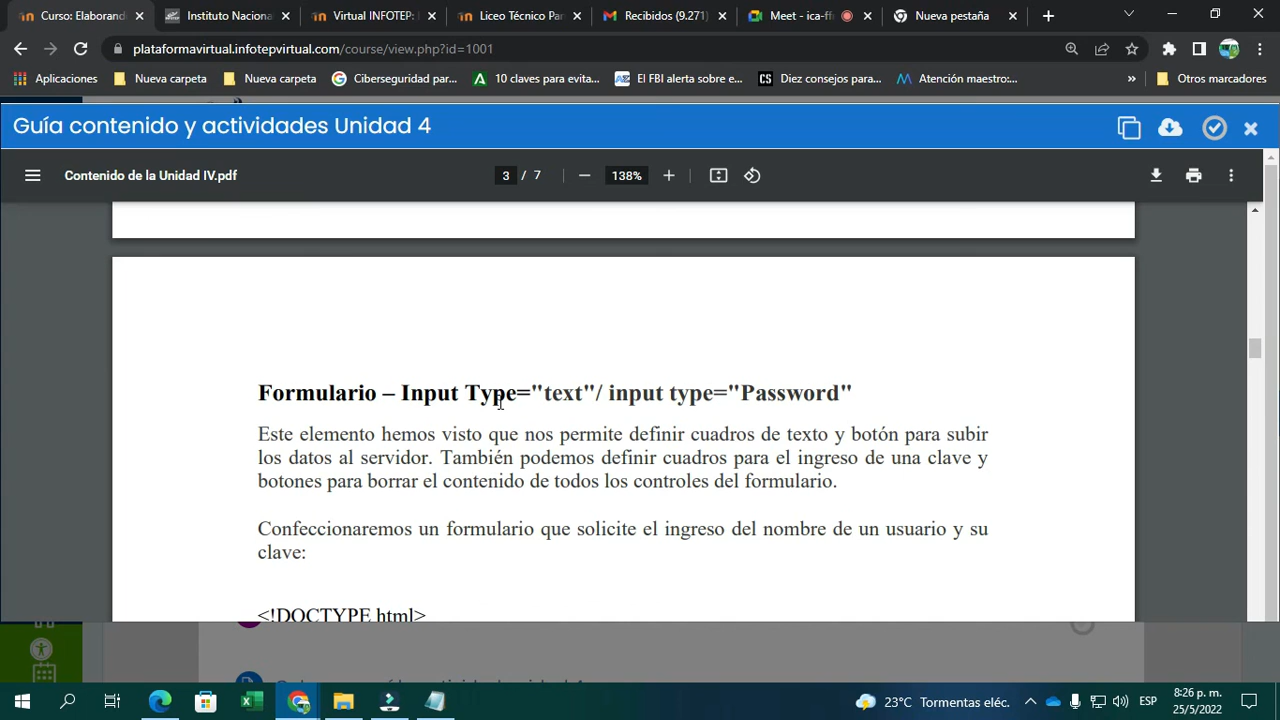 Curso: Elaborand
Instituto Naciona
Virtual INFOTEP:
Liceo Técnico Par
Recibidos (9.271)
Meet - ica-ff
Nueva pestaña
plataformavirtual.infotepvirtual.com/course/view.php?id=1001
Aplicaciones
Nueva carpeta
Nueva carpeta
Ciberseguridad par...
10 claves para evita...
El FBI alerta sobre e...
Diez consejos para...
Atención maestro:...
»
Otros marcadores
Guía contenido y actividades Unidad 4
Contenido de la Unidad IV.pdf
3 / 7
138%
Formulario – Input Type="text"/ input type="Password"
Este elemento hemos visto que nos permite definir cuadros de texto y botón para subir
los datos al servidor. También podemos definir cuadros para el ingreso de una clave y
botones para borrar el contenido de todos los controles del formulario.
Confeccionaremos un formulario que solicite el ingreso del nombre de un usuario y su
clave:
<!DOCTYPE html>
23°C Tormentas eléc.
ESP
8:26 p. m.
25/5/2022